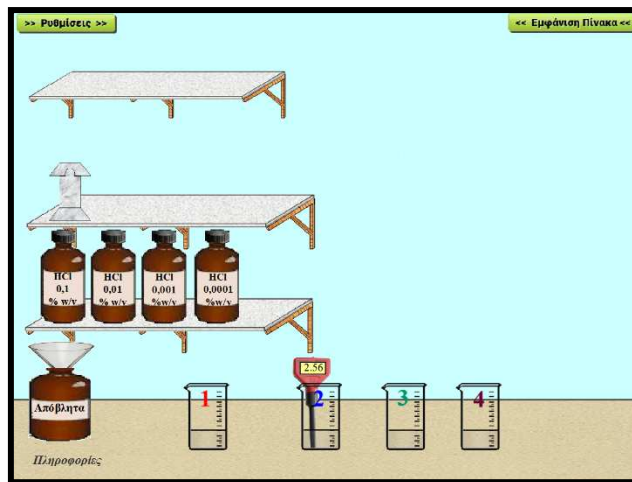 >> Ρυθμίσεις >>
<< Εμφάνιση Πίνακα <<
HCl
0,1
% w/v
HCl
0,01
% w/v
HCl
0,001
%w/v
HCl
0,0001
%w/v
2.56
Απόβλητα
1
2
3
4
Πληροφορίες